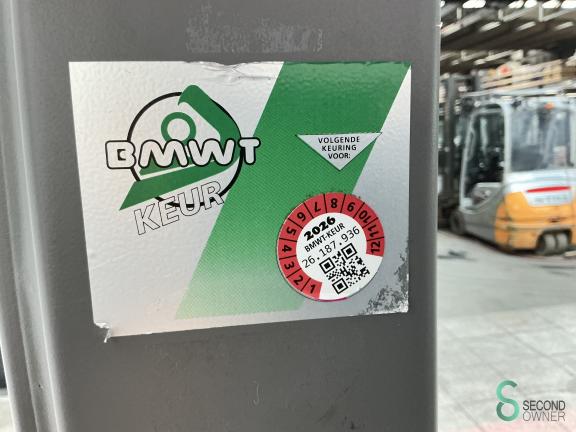 BMWT
KEUR
VOLGENDE
KEURING
VOOR:
1 2 3 4 5 6 7 8 9 10 11 12
2026
BMWT-KEUR
26.187.936
SECOND
OWNER